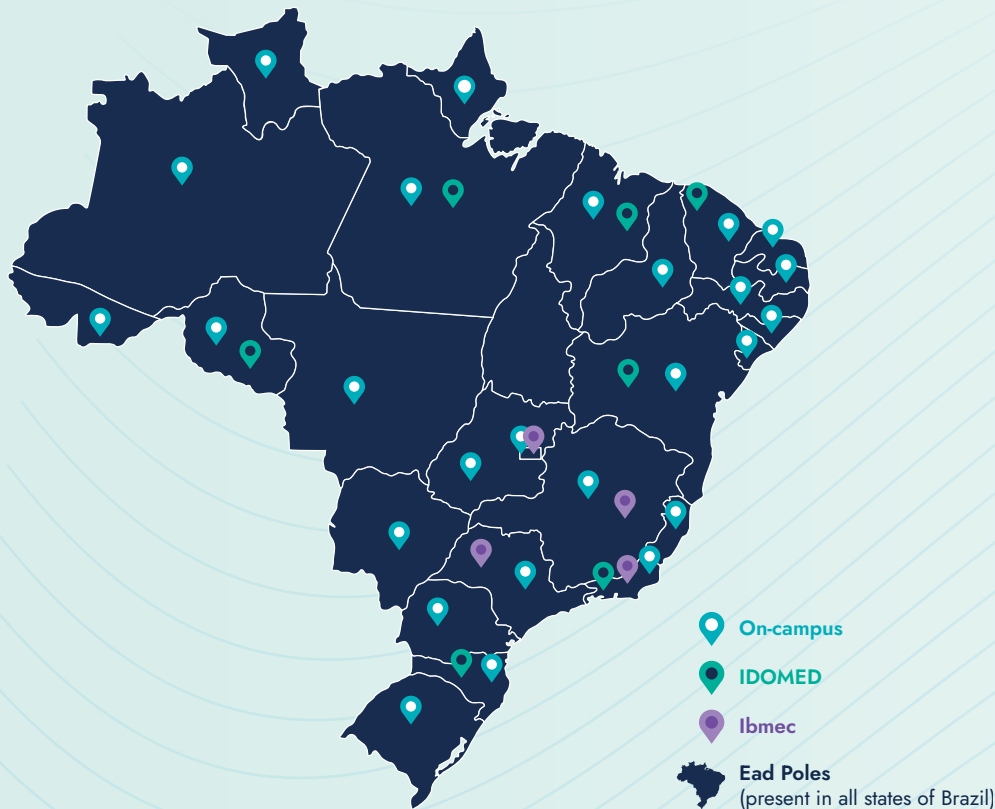 On-campus
IDOMED
Ibmec
Ead Poles
(present in all states of Brazil)